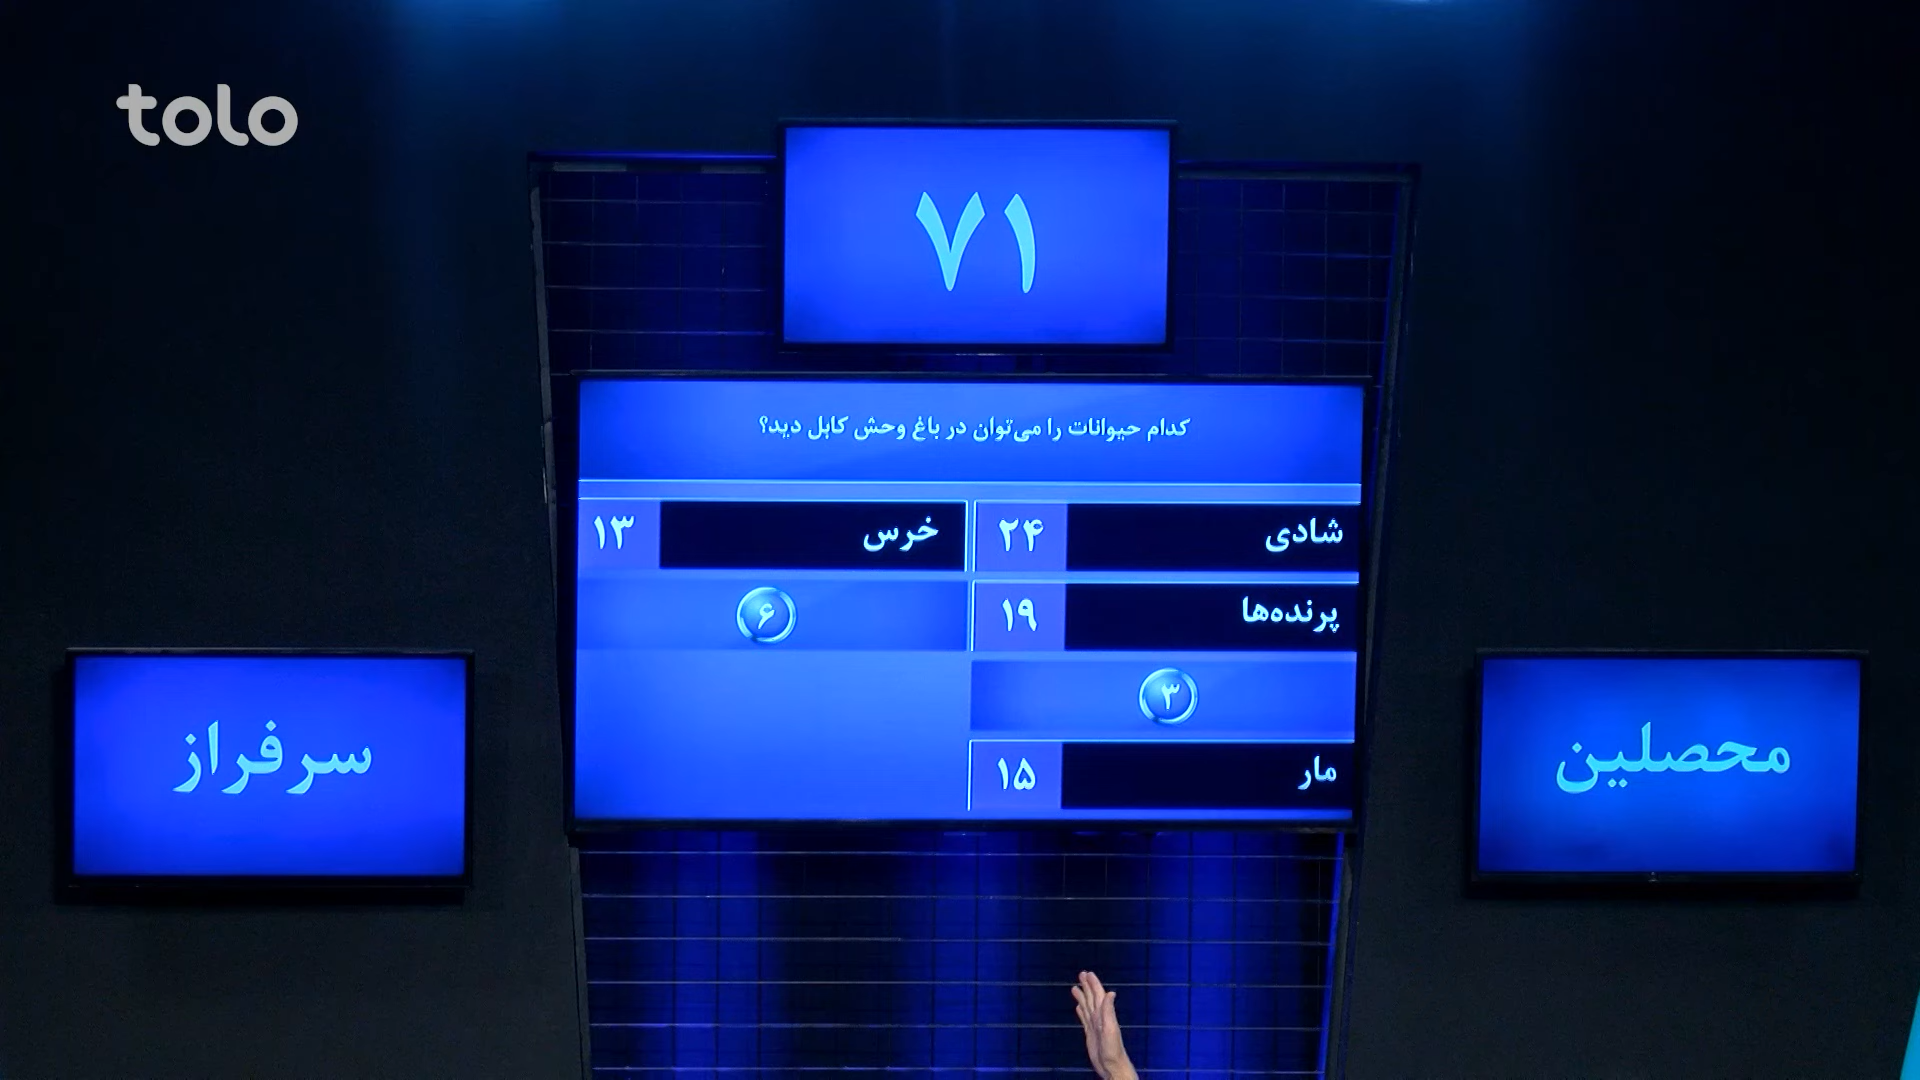 tolo
۷۱
کدام حیوانات را می‌توان در باغ وحش کابل دید؟
شادی ۲۴
پرنده‌ها ۱۹
۳
مار ۱۵
خرس ۱۳
۶
محصلین
سرفراز